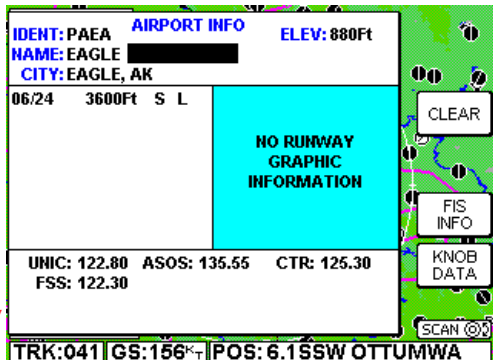 AIRPORT INFO
IDENT: PAEA ELEV: 880Ft
NAME: EAGLE
CITY: EAGLE, AK
06/24 3600Ft S L
NO RUNWAY
GRAPHIC
INFORMATION
UNIC: 122.80 ASOS: 135.55 CTR: 125.30
FSS: 122.30
CLEAR
FIS
INFO
KNOB
DATA
SCAN
TRK:041 GS:156KT POS: 6.1SSW OTTUMWA